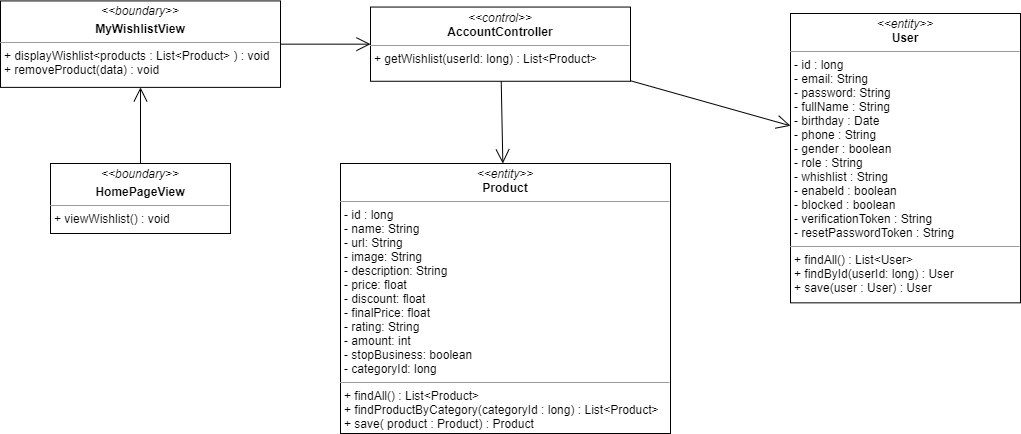 <<boundary>>
MyWishlistView
+ displayWishlist<products : List<Product> ) : void
+ removeProduct(data) : void
<<control>>
AccountController
+ getWishlist(userId: long) : List<Product>
<<entity>>
User
- id : long
- email: String
- password: String
- fullName : String
- birthday : Date
- phone : String
- gender : boolean
- role : String
- whishlist : String
- enabeld : boolean
- blocked : boolean
- verificationToken : String
- resetPasswordToken : String
+ findAll() : List<User>
+ findById(userId: long) : User
+ save(user : User) : User
<<boundary>>
HomePageView
+ viewWishlist() : void
<<entity>>
Product
- id : long
- name: String
- url: String
- image: String
- description: String
- price: float
- discount: float
- finalPrice: float
- rating: String
- amount: int
- stopBusiness: boolean
- categoryId: long
+ findAll() : List<Product>
+ findProductByCategory(categoryId : long) : List<Product>
+ save( product : Product) : Product